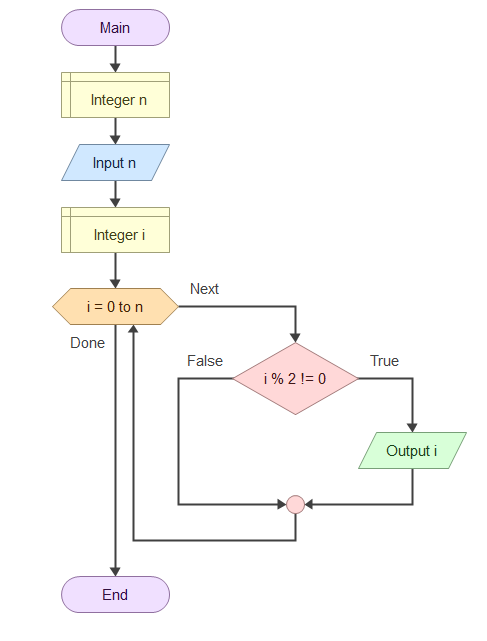 Main
Integer n
Input n
Integer i
i = 0 to n
Next
Done
False
True
i % 2 != 0
Output i
End